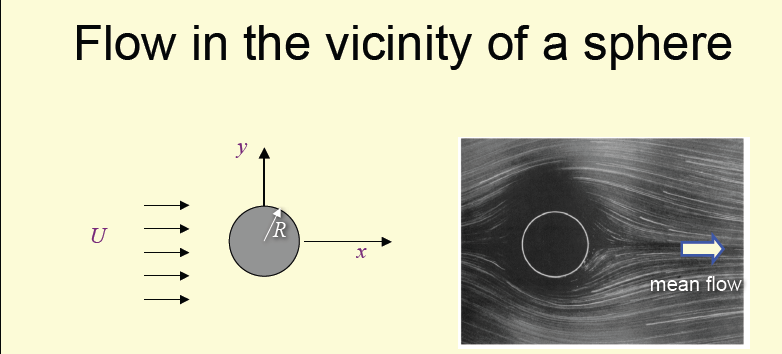 Flow in the vicinity of a sphere
y
U
R
x
mean flow